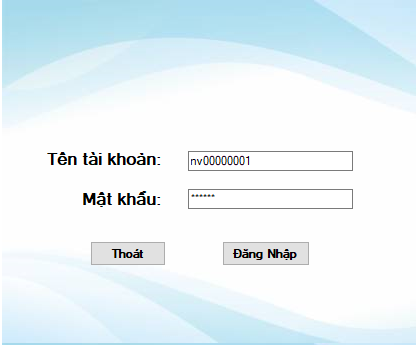 Tên tài khoản: nv00000001
Mật khẩu: ******
Thoát Đăng Nhập